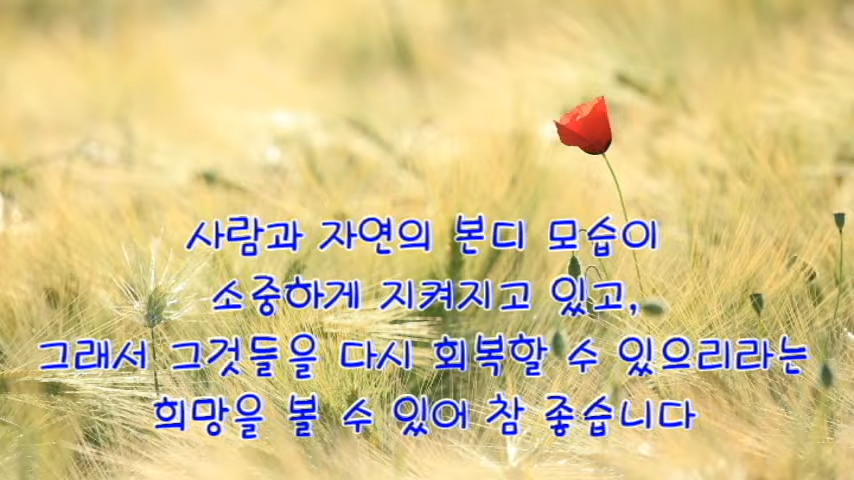 사람과 자연의 본디 모습이
소중하게 지켜지고 있고,
그래서 그것들을 다시 회복할 수 있으리라는
희망을 볼 수 있어 참 좋습니다